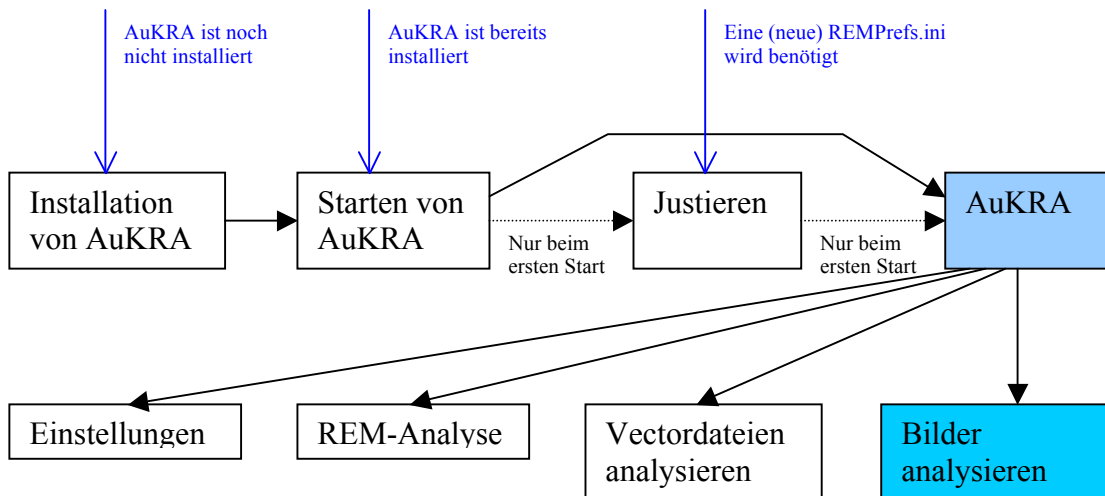 AuKRA ist noch
nicht installiert
AuKRA ist bereits
installiert
Eine (neue) REMPrefs.ini
wird benötigt
Installation
von AuKRA
Starten von
AuKRA
Nur beim
ersten Start
Justieren
Nur beim
ersten Start
AuKRA
Einstellungen
REM-Analyse
Vectordateien
analysieren
Bilder
analysieren